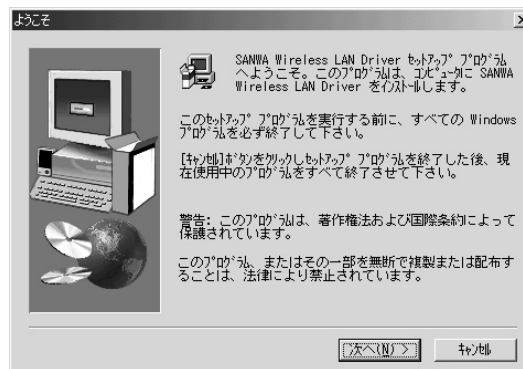 ようこそ
SANWA Wireless LAN Driver ｾｯﾄｱｯﾌﾟ ﾌﾟﾛｸﾞﾗﾑ
へようこそ。このﾌﾟﾛｸﾞﾗﾑは、ｺﾝﾋﾟｭｰﾀに SANWA
Wireless LAN Driver をｲﾝｽﾄｰﾙします。
このｾｯﾄｱｯﾌﾟ ﾌﾟﾛｸﾞﾗﾑを実行する前に、すべての Windows
ﾌﾟﾛｸﾞﾗﾑを必ず終了して下さい。
[ｷｬﾝｾﾙ]ﾎﾞﾀﾝをｸﾘｯｸしｾｯﾄｱｯﾌﾟ ﾌﾟﾛｸﾞﾗﾑを終了した後、現
在使用中のﾌﾟﾛｸﾞﾗﾑをすべて終了させて下さい。
警告: このﾌﾟﾛｸﾞﾗﾑは、著作権法および国際条約によって
保護されています。
このﾌﾟﾛｸﾞﾗﾑ、またはその一部を無断で複製または配布す
ることは、法律により禁止されています。
次へ(N) >
ｷｬﾝｾﾙ